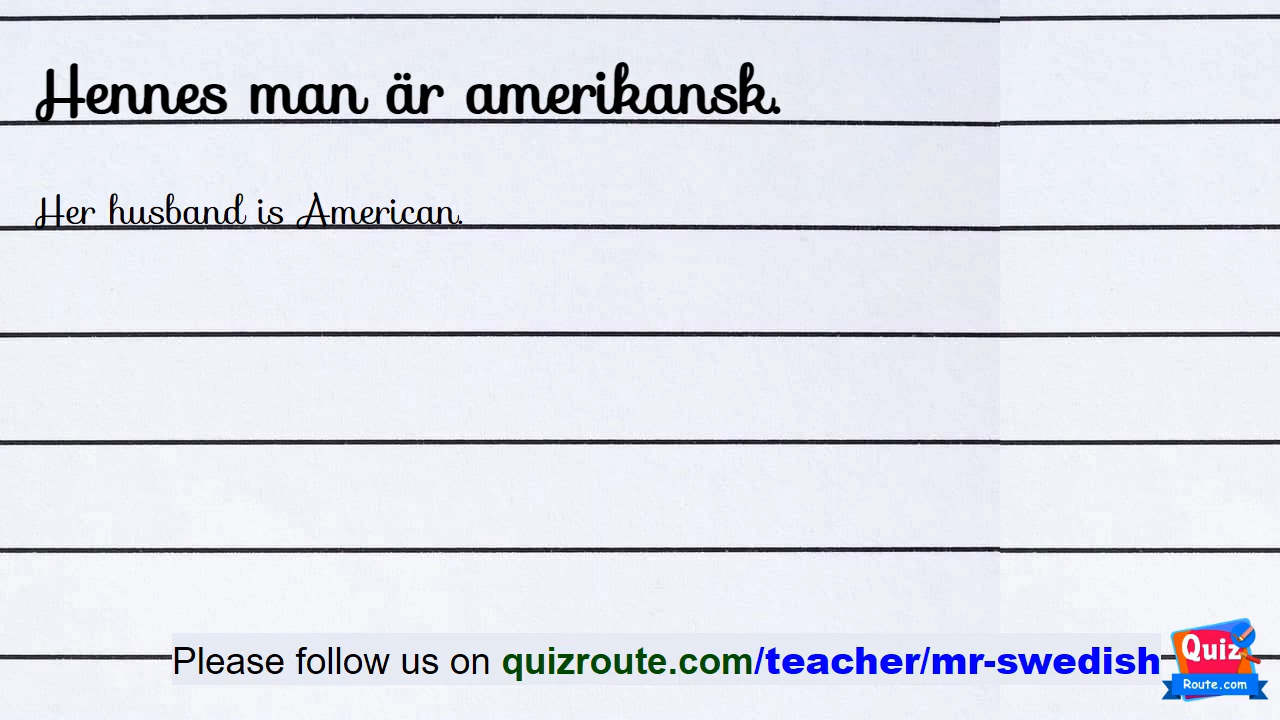 Hennes man är amerikansk.
Her husband is American.
Please follow us on quizroute.com/teacher/mr-swedish
Quiz
Route.com